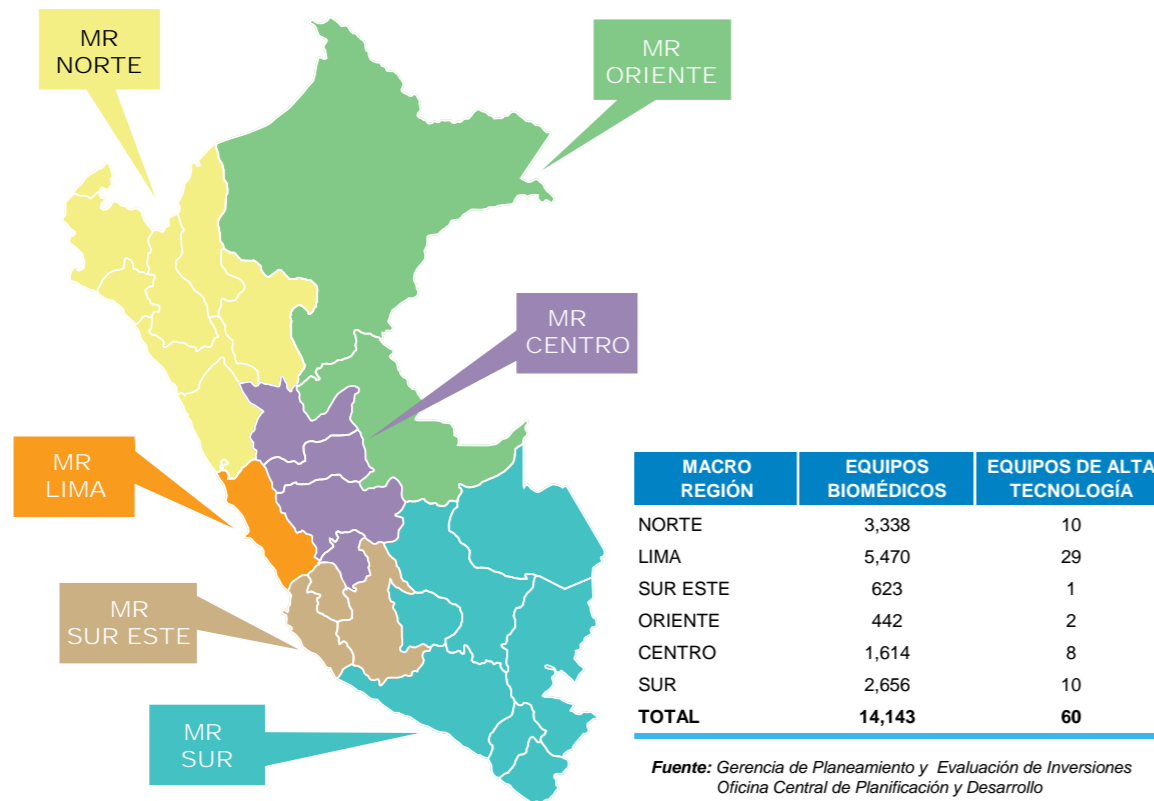 MR
NORTE
MR
ORIENTE
MR
CENTRO
MR
LIMA
MR
SUR ESTE
MR
SUR
MACRO REGIÓN EQUIPOS BIOMÉDICOS EQUIPOS DE ALTA TECNOLOGÍA
NORTE 3,338 10
LIMA 5,470 29
SUR ESTE 623 1
ORIENTE 442 2
CENTRO 1,614 8
SUR 2,656 10
TOTAL 14,143 60
Fuente: Gerencia de Planeamiento y Evaluación de Inversiones
Oficina Central de Planificación y Desarrollo